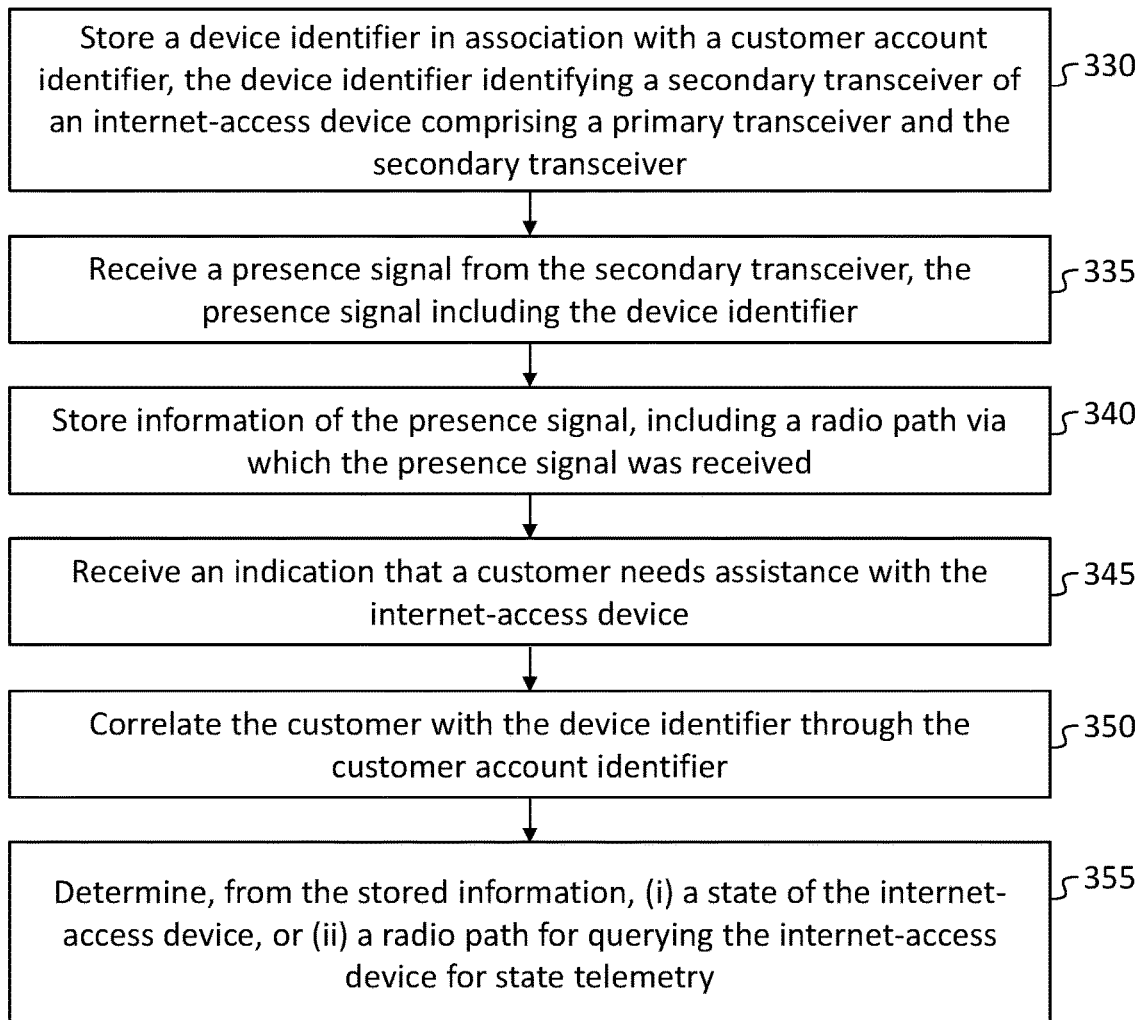 Store a device identifier in association with a customer account
identifier, the device identifier identifying a secondary transceiver of
an internet-access device comprising a primary transceiver and the
secondary transceiver
330
Receive a presence signal from the secondary transceiver, the
presence signal including the device identifier
335
Store information of the presence signal, including a radio path via
which the presence signal was received
340
Receive an indication that a customer needs assistance with the
internet-access device
345
Correlate the customer with the device identifier through the
customer account identifier
350
Determine, from the stored information, (i) a state of the internet-
access device, or (ii) a radio path for querying the internet-access
device for state telemetry
355